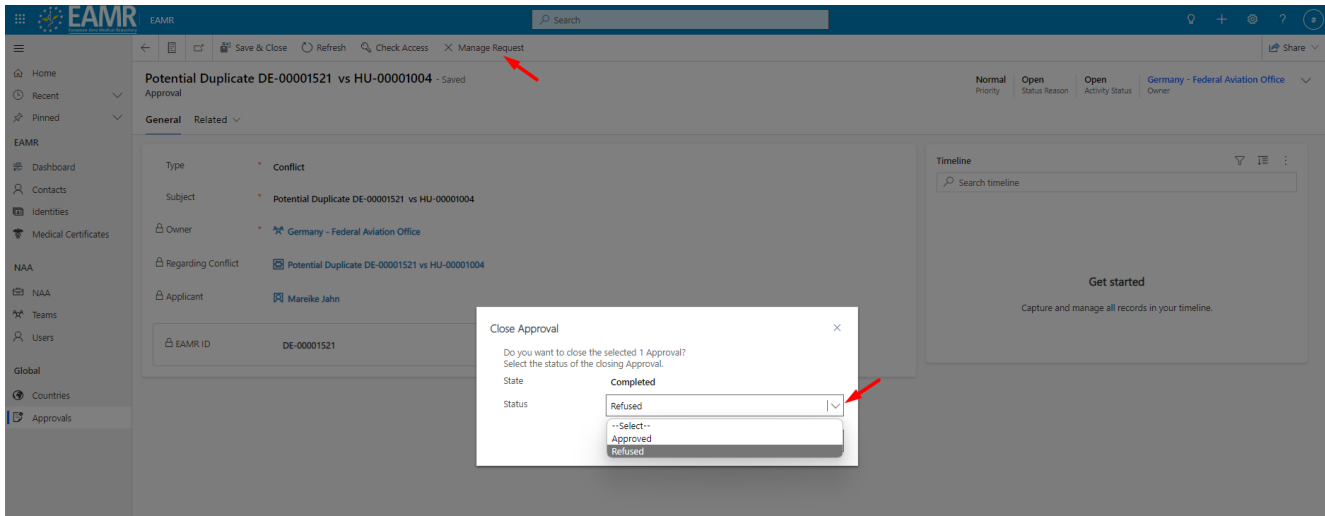 EAMR
European Aero Medical Repository
EAMR
Search
?
#
Save & Close
Refresh
Check Access
Manage Request
Share
Home
Recent
Pinned
EAMR
Dashboard
Contacts
Identities
Medical Certificates
NAA
NAA
Teams
Users
Global
Countries
Approvals
Potential Duplicate DE-00001521 vs HU-00001004 - Saved
Approval
Normal
Priority
Open
Status Reason
Open
Activity Status
Germany - Federal Aviation Office
Owner
General Related
Type * Conflict
Subject * Potential Duplicate DE-00001521 vs HU-00001004
Owner * Germany - Federal Aviation Office
Regarding Conflict Potential Duplicate DE-00001521 vs HU-00001004
Applicant Mareike Jahn
EAMR ID DE-00001521
Timeline
Search timeline
Get started
Capture and manage all records in your timeline.
Close Approval
Do you want to close the selected 1 Approval?
Select the status of the closing Approval.
State Completed
Status Refused
--Select--
Approved
Refused